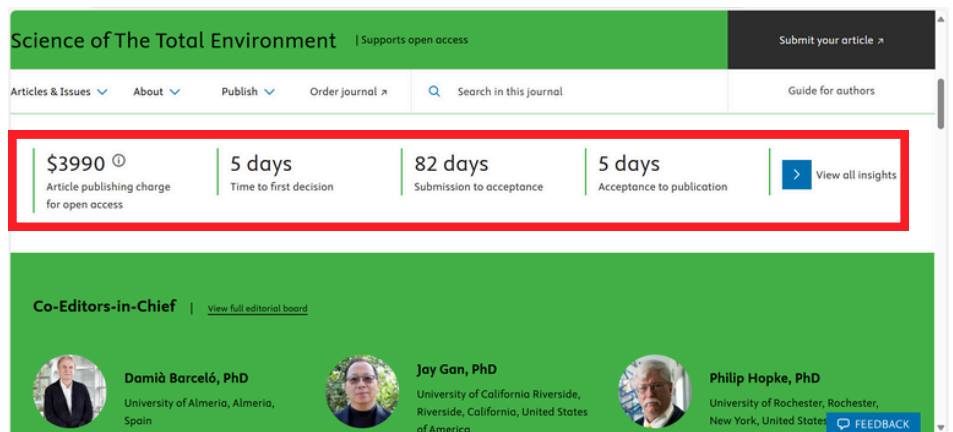 Science of The Total Environment | Supports open access
Submit your article ↗
Articles & Issues About Publish Order journal ↗ Search in this journal Guide for authors
$3990
Article publishing charge
for open access
5 days
Time to first decision
82 days
Submission to acceptance
5 days
Acceptance to publication
View all insights
Co-Editors-in-Chief | View full editorial board
Damià Barceló, PhD
University of Almeria, Almeria,
Spain
Jay Gan, PhD
University of California Riverside,
Riverside, California, United States
of America
Philip Hopke, PhD
University of Rochester, Rochester,
New York, United States
FEEDBACK